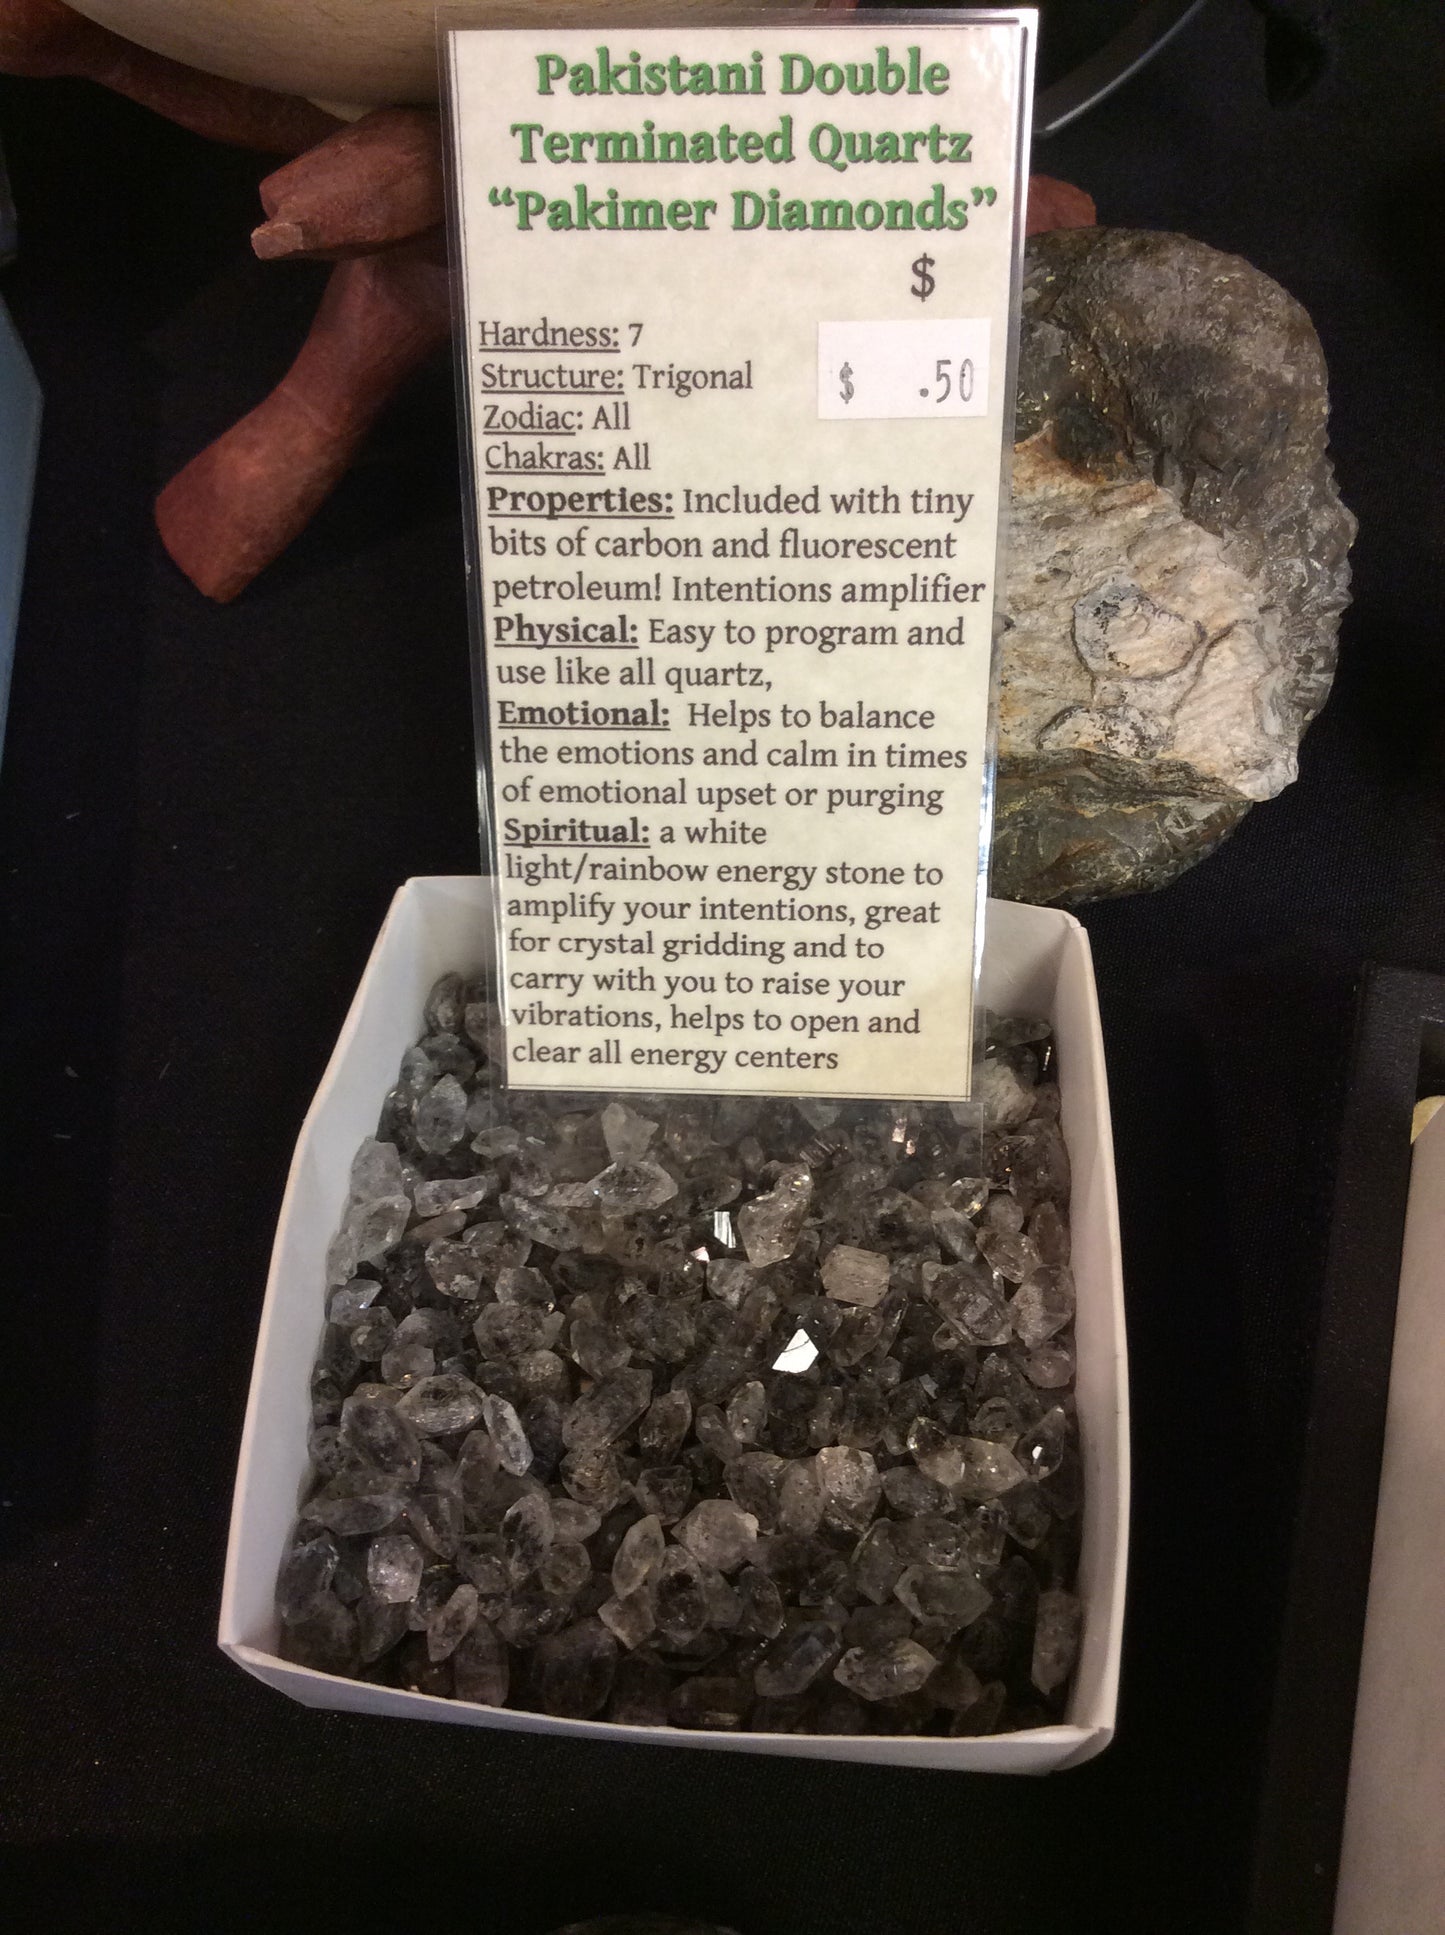 Pakistani Double
Terminated Quartz
“Pakimer Diamonds”
$
Hardness: 7
$ .50
Structure: Trigonal
Zodiac: All
Chakras: All
Properties: Included with tiny
bits of carbon and fluorescent
petroleum! Intentions amplifier
Physical: Easy to program and
use like all quartz,
Emotional: Helps to balance
the emotions and calm in times
of emotional upset or purging
Spiritual: a white
light/rainbow energy stone to
amplify your intentions, great
for crystal gridding and to
carry with you to raise your
vibrations, helps to open and
clear all energy centers